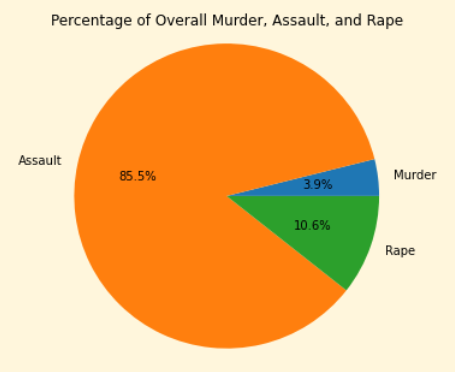 Percentage of Overall Murder, Assault, and Rape
Assault
85.5%
Murder
3.9%
10.6%
Rape